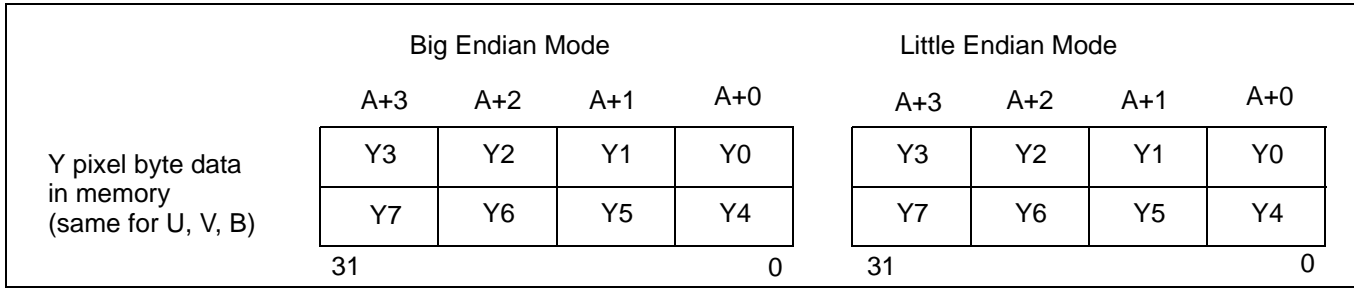 Big Endian Mode Little Endian Mode
A+3 A+2 A+1 A+0 A+3 A+2 A+1 A+0
Y pixel byte data
in memory
(same for U, V, B)
Y3 Y2 Y1 Y0 Y3 Y2 Y1 Y0
Y7 Y6 Y5 Y4 Y7 Y6 Y5 Y4
31 0 31 0